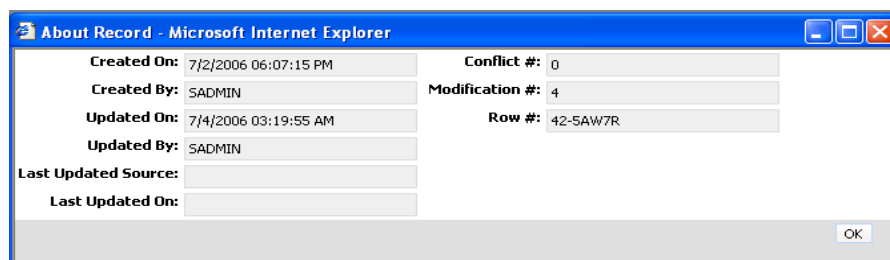 About Record - Microsoft Internet Explorer
Created On: 7/2/2006 06:07:15 PM Conflict #: 0
Created By: SADMIN Modification #: 4
Updated On: 7/4/2006 03:19:55 AM Row #: 42-5AW7R
Updated By: SADMIN
Last Updated Source:
Last Updated On:
OK